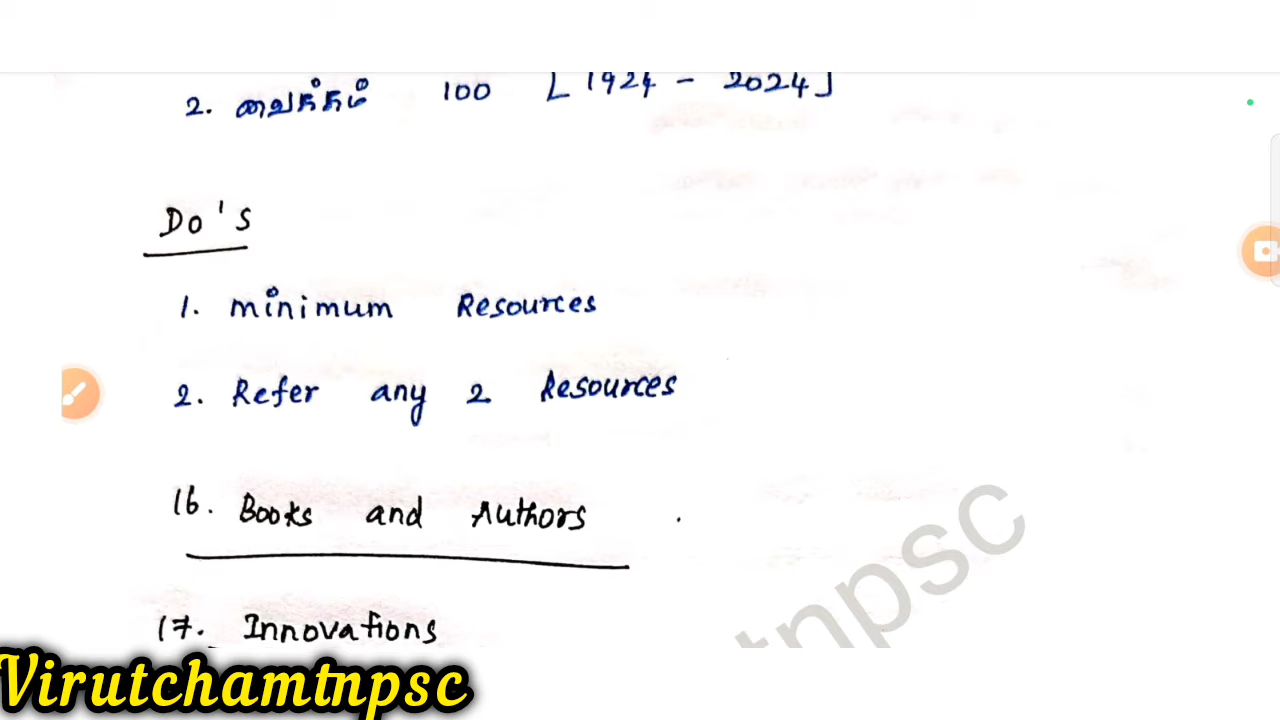 2. வைக்கம் 100 [1924 - 2024]
Do's
1. minimum Resources
2. Refer any 2 Resources
16. Books and Authors
17. Innovations
tnpsc
Virutchamtnpsc